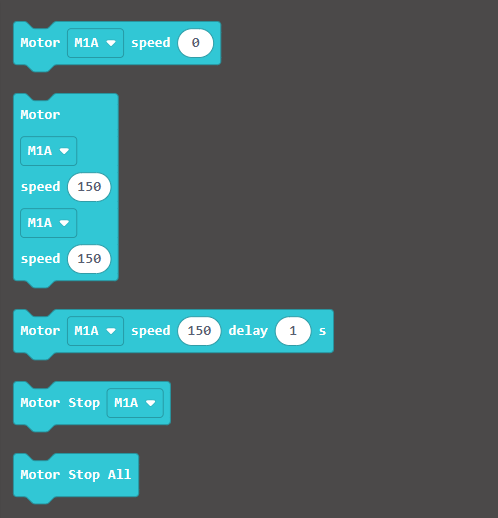 Motor M1A speed 0
Motor
M1A
speed 150
M1A
speed 150
Motor M1A speed 150 delay 1 s
Motor Stop M1A
Motor Stop All